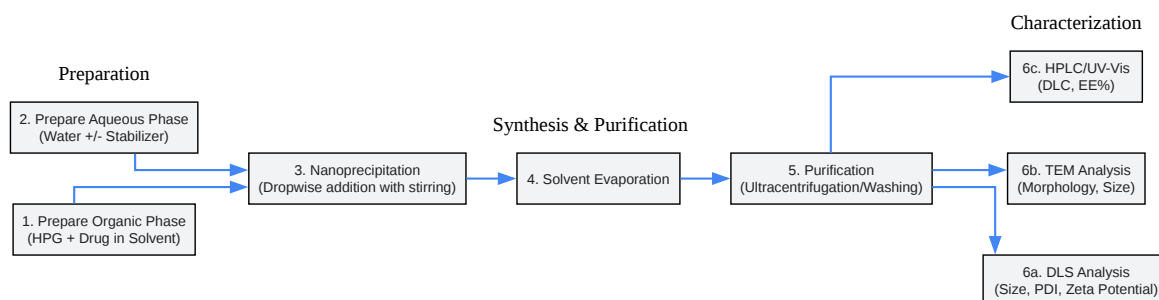 Preparation
2. Prepare Aqueous Phase
(Water +/- Stabilizer)
1. Prepare Organic Phase
(HPG + Drug in Solvent)
Synthesis & Purification
3. Nanoprecipitation
(Dropwise addition with stirring)
4. Solvent Evaporation
5. Purification
(Ultracentrifugation/Washing)
Characterization
6c. HPLC/UV-Vis
(DLC, EE%)
6b. TEM Analysis
(Morphology, Size)
6a. DLS Analysis
(Size, PDI, Zeta Potential)